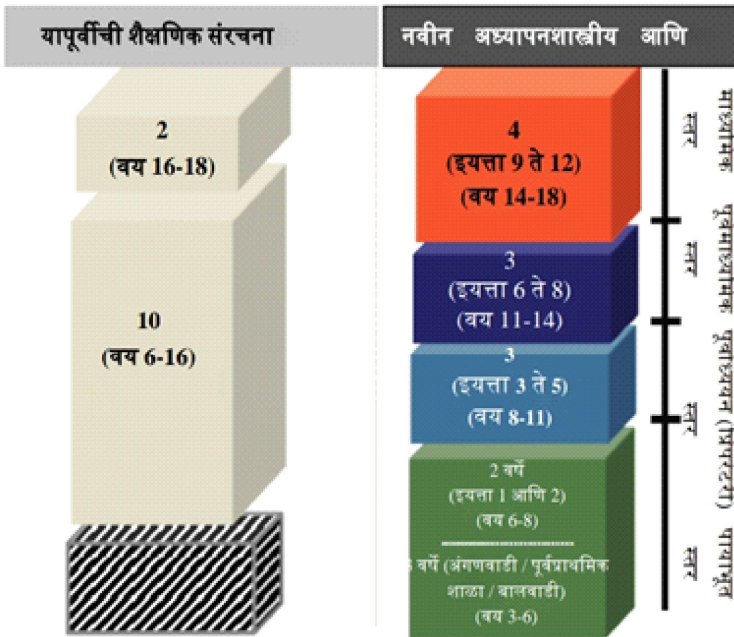 यापूर्वीची शैक्षणिक संरचना
2
(वय 16-18)
10
(वय 6-16)
नवीन अध्यापनशास्त्रीय आणि
4
(इयत्ता 9 ते 12)
(वय 14-18)
3
(इयत्ता 6 ते 8)
(वय 11-14)
3
(इयत्ता 3 ते 5)
(वय 8-11)
2 वर्षे
(इयत्ता 1 आणि 2)
(वय 6-8)
3 वर्षे (अंगणवाडी / पूर्वप्राथमिक
शाळा / बालवाडी)
(वय 3-6)
माध्यमिक
स्तर
पूर्वमाध्यमिक
स्तर
पूर्वाध्ययन
स्तर
पायाभूत
स्तर